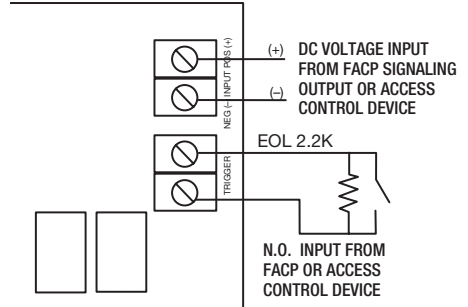 (+) DC VOLTAGE INPUT
FROM FACP SIGNALING
(–) OUTPUT OR ACCESS
CONTROL DEVICE
NEG (–) INPUT POS (+)
EOL 2.2K
TRIGGER
N.O. INPUT FROM
FACP OR ACCESS
CONTROL DEVICE